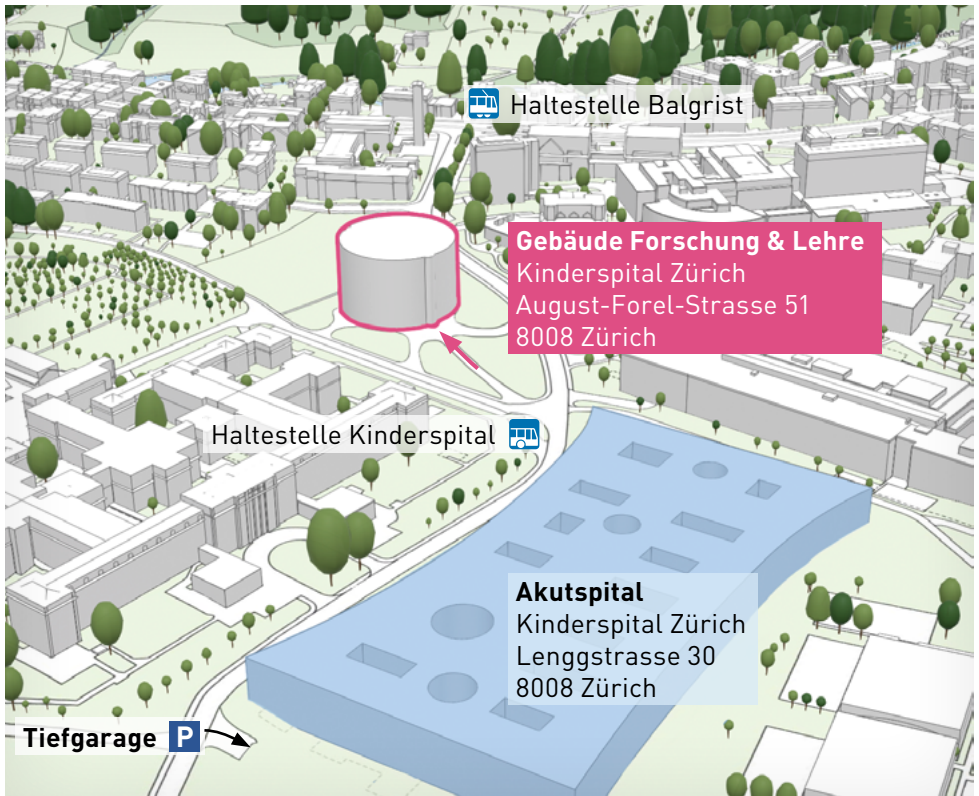 Haltestelle Balgrist
Gebäude Forschung & Lehre
Kinderspital Zürich
August-Forel-Strasse 51
8008 Zürich
Haltestelle Kinderspital
Akutspital
Kinderspital Zürich
Lenggstrasse 30
8008 Zürich
Tiefgarage P